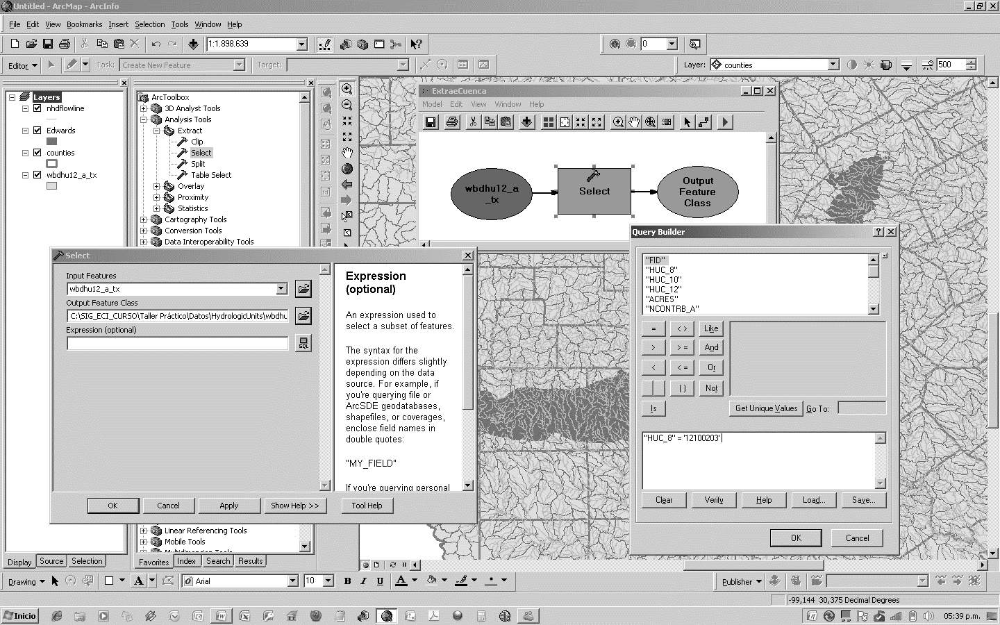 Untitled - ArcMap - ArcInfo
File Edit View Bookmarks Insert Selection Tools Window Help
1:1.898.639
0
Editor Task: Create New Feature Target:
Layer: counties 500
Layers
nhdflowline
Edwards
counties
wbdhu12_a_tx
ArcToolbox
3D Analyst Tools
Analysis Tools
Extract
Clip
Select
Split
Table Select
Overlay
Proximity
Statistics
Cartography Tools
Conversion Tools
Data Interoperability Tools
ExtraeCuenca
Model Edit View Window Help
wbdhu12_a
_tx
Select
Output
Feature
Class
Select
Input Features
wbdhu12_a_tx
Output Feature Class
C:\SIG_ECI_CURSO\Taller Práctico\Datos\HydrologicUnits\wbdhu
Expression (optional)
SQL
Expression
(optional)
An expression used to
select a subset of features.
The syntax for the
expression differs slightly
depending on the data
source. For example, if
you're querying file or
ArcSDE geodatabases,
shapefiles, or coverages,
enclose field names in
double quotes:
"MY_FIELD"
If you're querying personal
OK Cancel Apply Show Help >> Tool Help
Query Builder
"FID"
"HUC_8"
"HUC_10"
"HUC_12"
"ACRES"
"NCONTRB_A"
= < > Like
> > = And
< < = Or
( ) Not
Is Get Unique Values Go To:
"HUC_8" = '12100203'
Clear Verify Help Load... Save...
OK Cancel
Linear Referencing Tools
Mobile Tools
Multidimension Tools
Display Source Selection
Favorites Index Search Results
Drawing A Arial 10 B I U A
Publisher
-99,144 30,375 Decimal Degrees
Inicio
05:39 p.m.